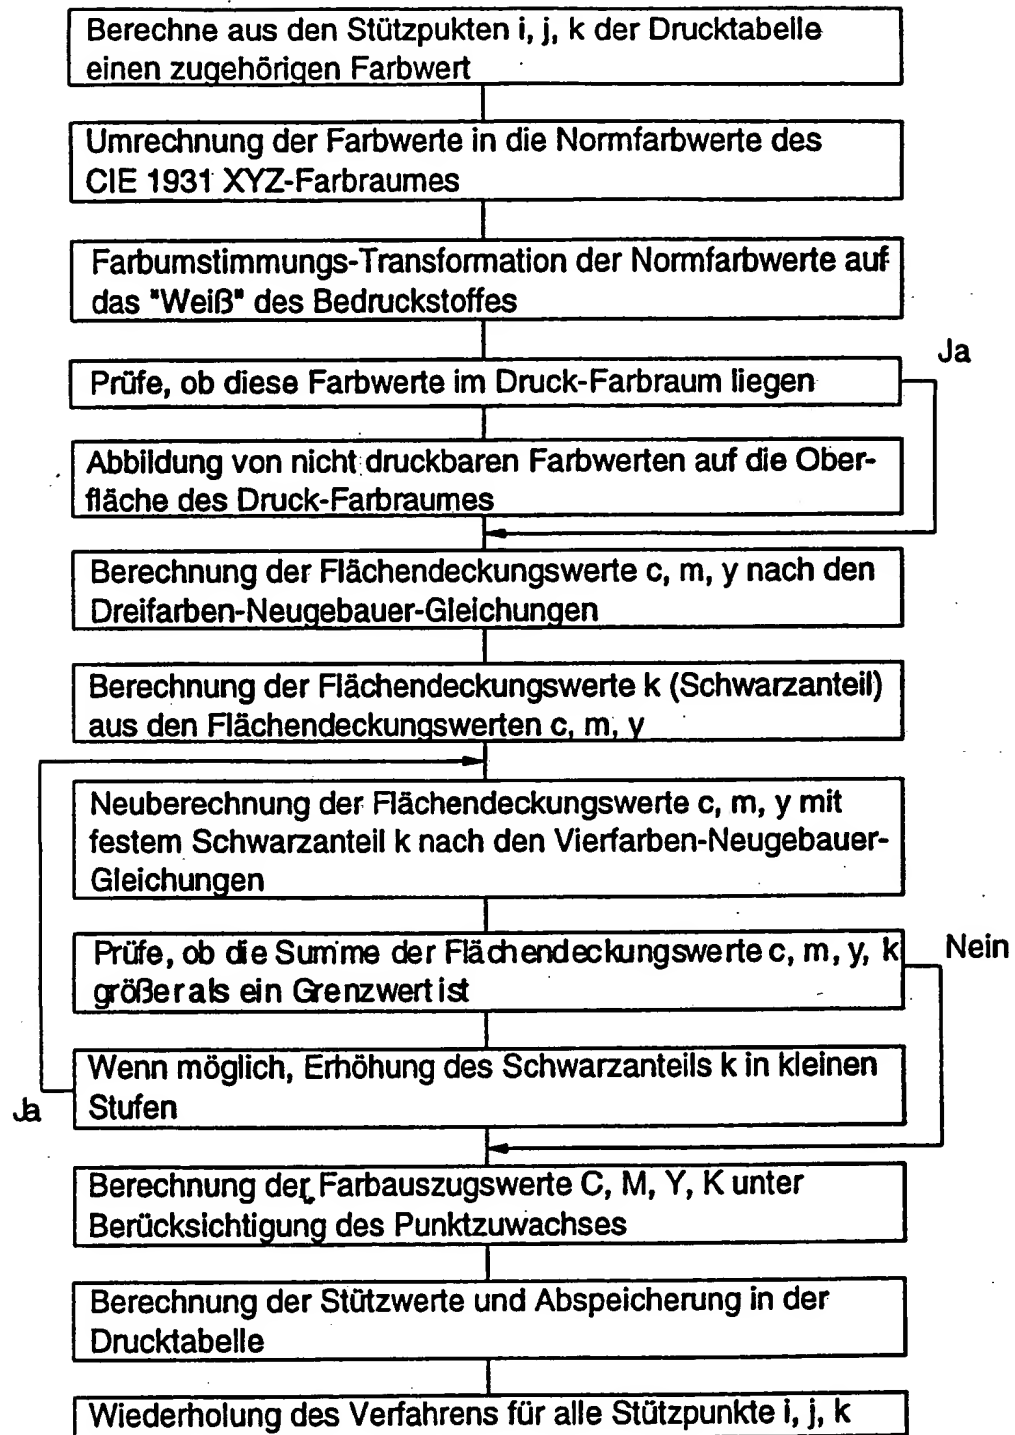 Berechne aus den Stützpukten i, j, k der Drucktabelle
einen zugehörigen Farbwert
Umrechnung der Farbwerte in die Normfarbwerte des
CIE 1931 XYZ-Farbraumes
Farbumstimmungs-Transformation der Normfarbwerte auf
das "Weiß" des Bedruckstoffes
Ja
Prüfe, ob diese Farbwerte im Druck-Farbraum liegen
Abbildung von nicht druckbaren Farbwerten auf die Ober-
fläche des Druck-Farbraumes
Berechnung der Flächendeckungswerte c, m, y nach den
Dreifarben-Neugebauer-Gleichungen
Berechnung der Flächendeckungswerte k (Schwarzanteil)
aus den Flächendeckungswerten c, m, y
Neuberechnung der Flächendeckungswerte c, m, y mit
festem Schwarzanteil k nach den Vierfarben-Neugebauer-
Gleichungen
Prüfe, ob die Summe der Flächendeckungswerte c, m, y, k
größer als ein Grenzwert ist
Nein
Wenn möglich, Erhöhung des Schwarzanteils k in kleinen
Stufen
Ja
Berechnung der Farbauszugswerte C, M, Y, K unter
Berücksichtigung des Punktzuwachses
Berechnung der Stützwerte und Abspeicherung in der
Drucktabelle
Wiederholung des Verfahrens für alle Stützpunkte i, j, k